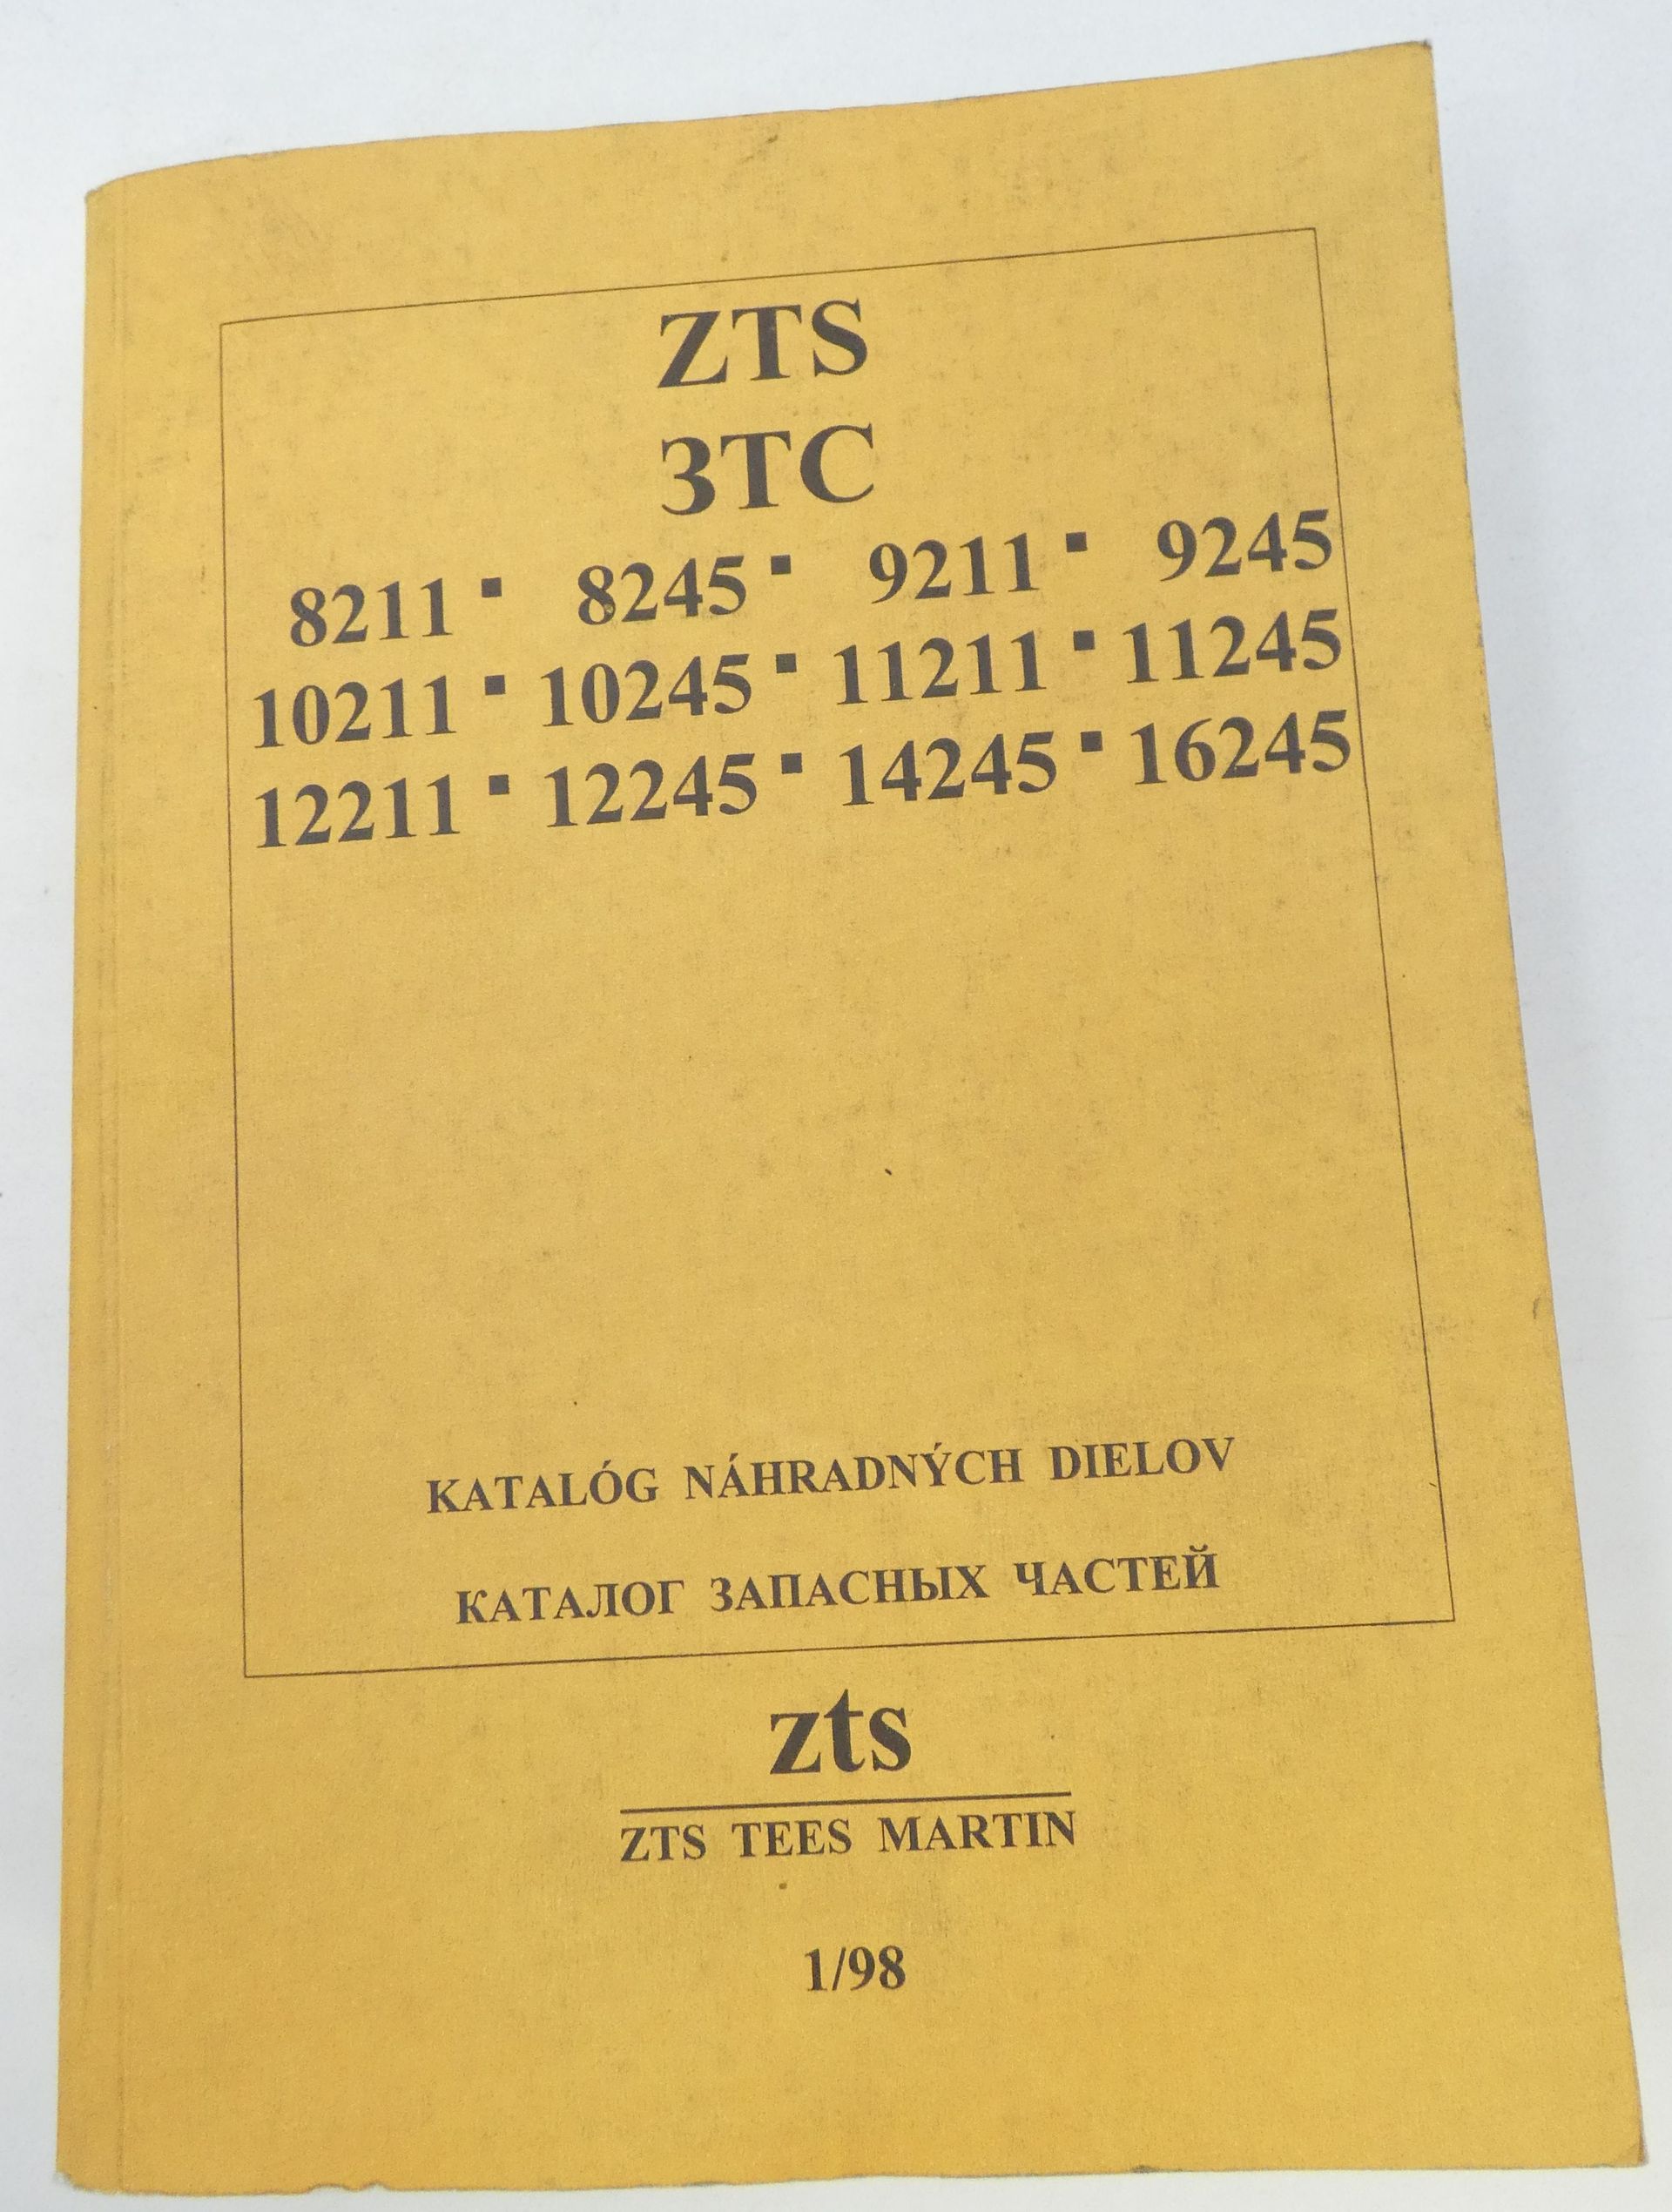 ZTS
ЗТС
8211 ▪ 8245 ▪ 9211 ▪ 9245
10211 ▪ 10245 ▪ 11211 ▪ 11245
12211 ▪ 12245 ▪ 14245 ▪ 16245
KATALÓG NÁHRADNÝCH DIELOV
КАТАЛОГ ЗАПАСНЫХ ЧАСТЕЙ
zts
ZTS TEES MARTIN
1/98